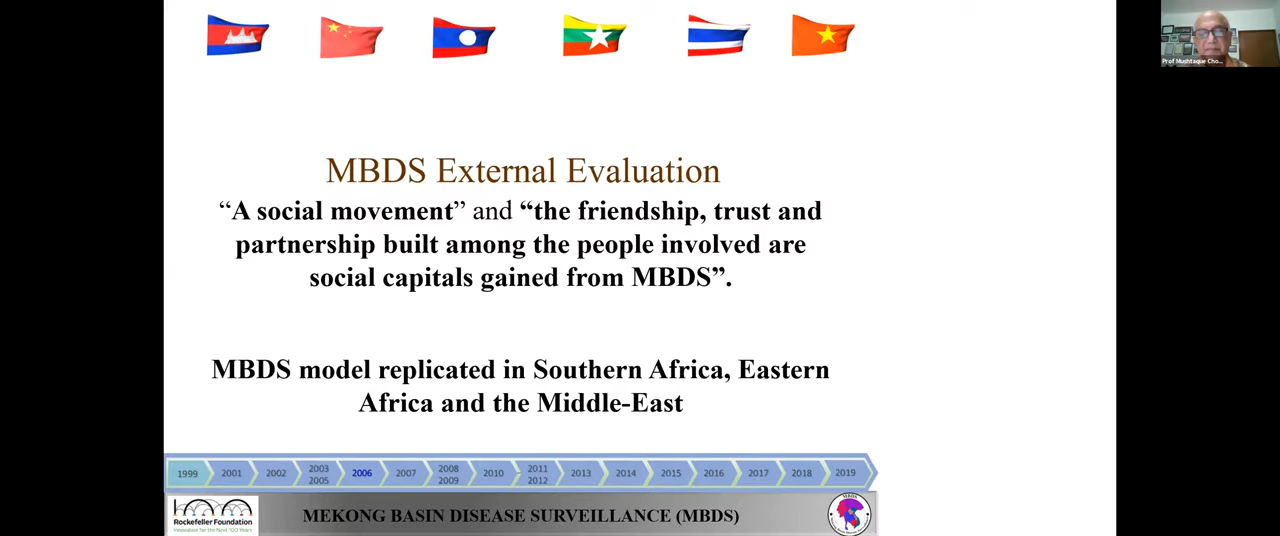 Prof Mushtaque Cho...
MBDS External Evaluation
“A social movement” and “the friendship, trust and
partnership built among the people involved are
social capitals gained from MBDS”.
MBDS model replicated in Southern Africa, Eastern
Africa and the Middle-East
1999 2001 2002 2003 2005 2006 2007 2008 2009 2010 2011 2012 2013 2014 2015 2016 2017 2018 2019
Rockefeller Foundation
MEKONG BASIN DISEASE SURVEILLANCE (MBDS)